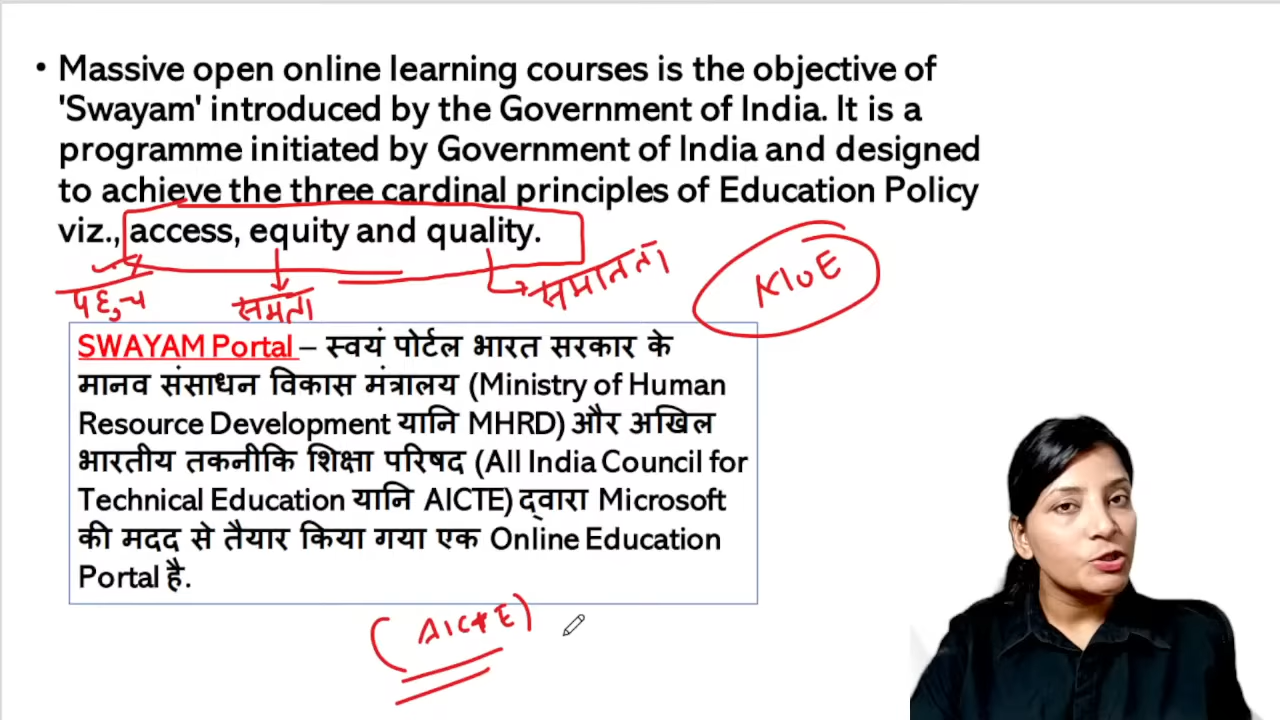 • Massive open online learning courses is the objective of
'Swayam' introduced by the Government of India. It is a
programme initiated by Government of India and designed
to achieve the three cardinal principles of Education Policy
viz., access, equity and quality.
समता समानता
SWAYAM Portal – स्वयं पोर्टल भारत सरकार के
मानव संसाधन विकास मंत्रालय (Ministry of Human
Resource Development यानि MHRD) और अखिल
भारतीय तकनीकि शिक्षा परिषद (All India Council for
Technical Education यानि AICTE) द्वारा Microsoft
की मदद से तैयार किया गया एक Online Education
Portal है.
(AICTE)